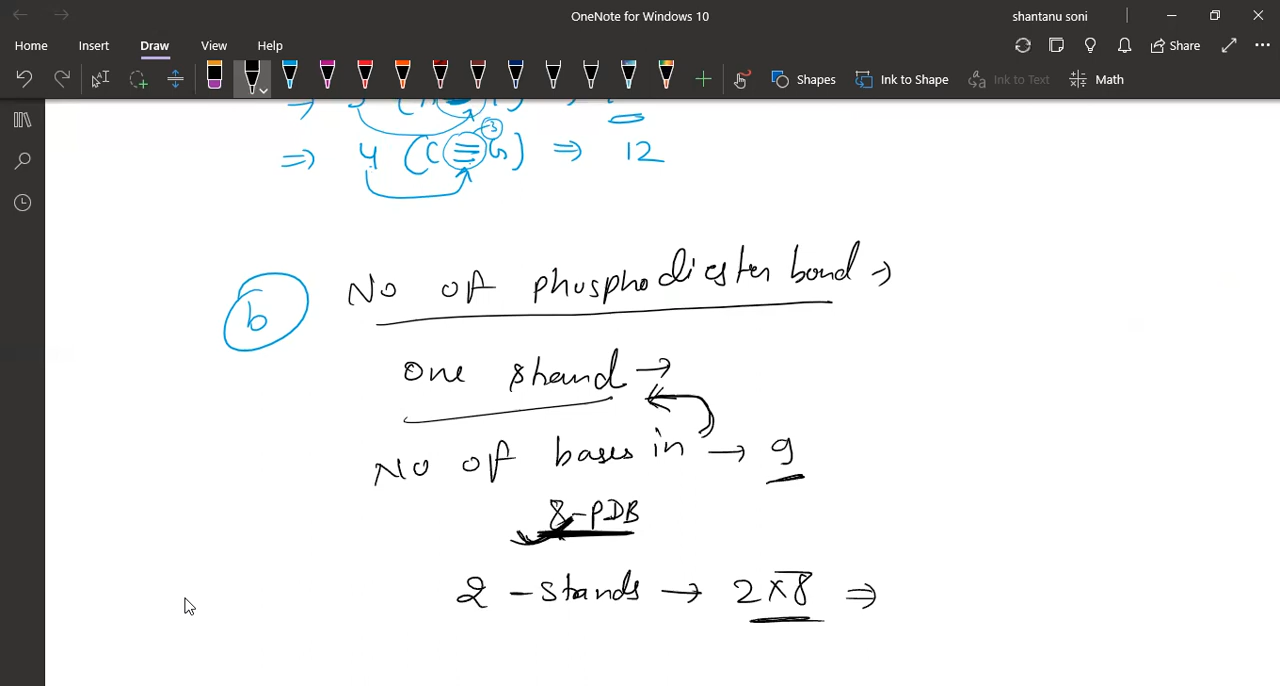 OneNote for Windows 10
shantanu soni
Home Insert Draw View Help
Share
Shapes Ink to Shape Ink to Text Math
⇒ 4 (C≡G) ⇒ 12
3
b No of phosphodiester bond →
One strand →
No of bases in → 9
8-PDB
2 - stands → 2×8 ⇒